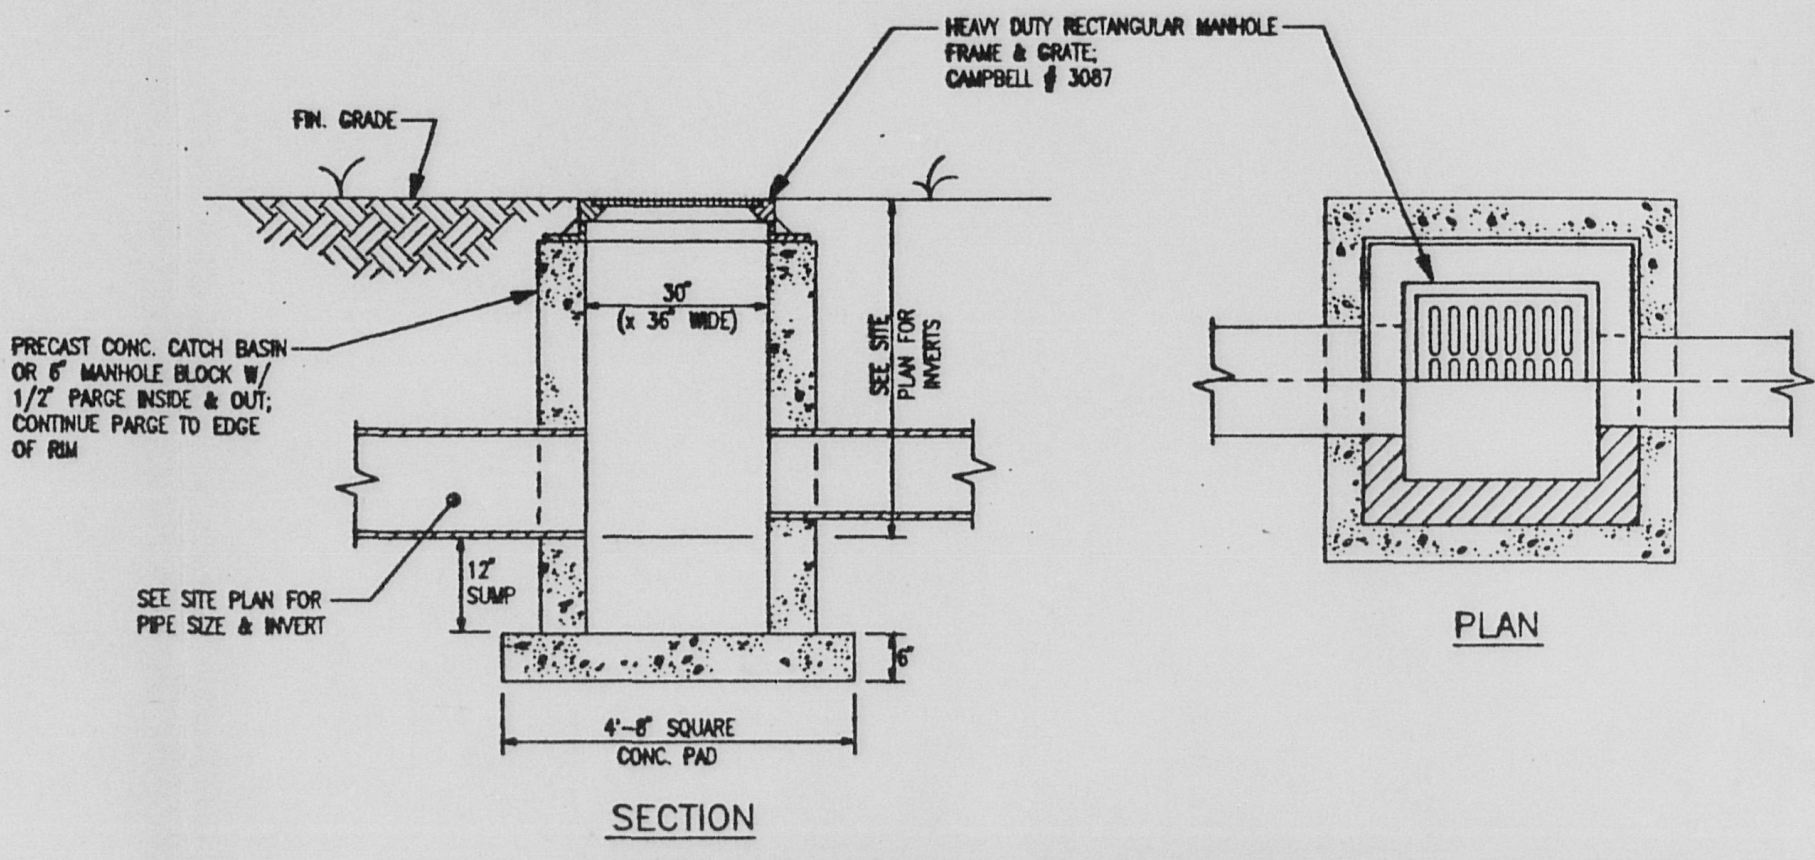 HEAVY DUTY RECTANGULAR MANHOLE
FRAME & GRATE;
CAMPBELL # 3087
FIN. GRADE
30"
(x 36" WIDE)
SEE SITE
PLAN FOR
INVERTS
PRECAST CONC. CATCH BASIN
OR 6" MANHOLE BLOCK W/
1/2" PARGE INSIDE & OUT;
CONTINUE PARGE TO EDGE
OF RIM
12"
SUMP
SEE SITE PLAN FOR
PIPE SIZE & INVERT
6"
4'-8" SQUARE
CONC. PAD
SECTION
PLAN